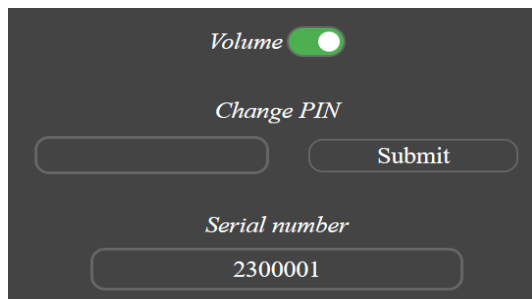 Volume
Change PIN
Submit
Serial number
2300001